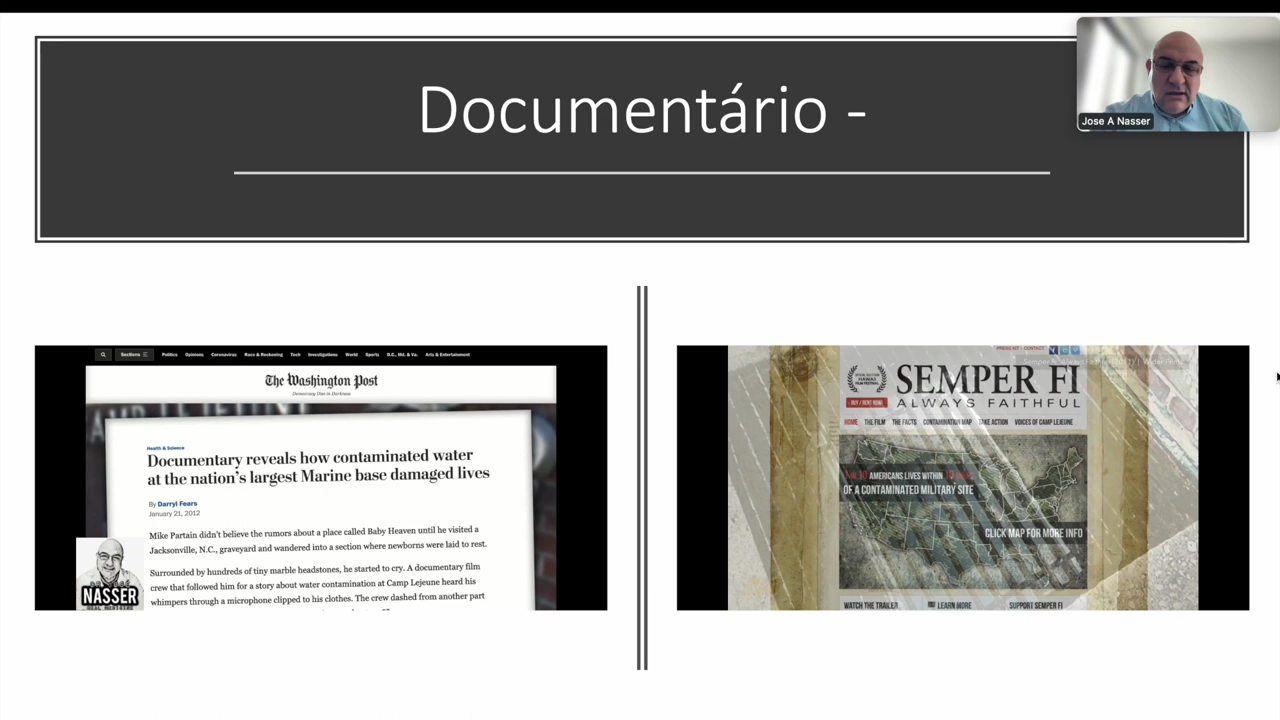 Documentário -
Jose A Nasser
Sections
Politics Opinions Coronavirus Race & Reckoning Tech Investigations World Sports D.C., Md. & Va. Arts & Entertainment
The Washington Post
Democracy Dies in Darkness
Health & Science
Documentary reveals how contaminated water
at the nation's largest Marine base damaged lives
By Darryl Fears
January 21, 2012
Mike Partain didn't believe the rumors about a place called Baby Heaven until he visited a
Jacksonville, N.C., graveyard and wandered into a section where newborns were laid to rest.
Surrounded by hundreds of tiny marble headstones, he started to cry. A documentary film
crew that followed him for a story about water contamination at Camp Lejeune heard his
whimpers through a microphone clipped to his clothes. The crew dashed from another part
NASSER
PRESS KIT CONTACT
SEMPER FI
ALWAYS FAITHFUL
BUY / RENT NOW
HOME THE FILM THE FACTS CONTAMINATION MAP TAKE ACTION VOICES OF CAMP LEJEUNE
AMERICANS LIVES WITHIN
OF A CONTAMINATED MILITARY SITE
CLICK MAP FOR MORE INFO
WATCH THE TRAILER LEARN MORE SUPPORT SEMPER FI